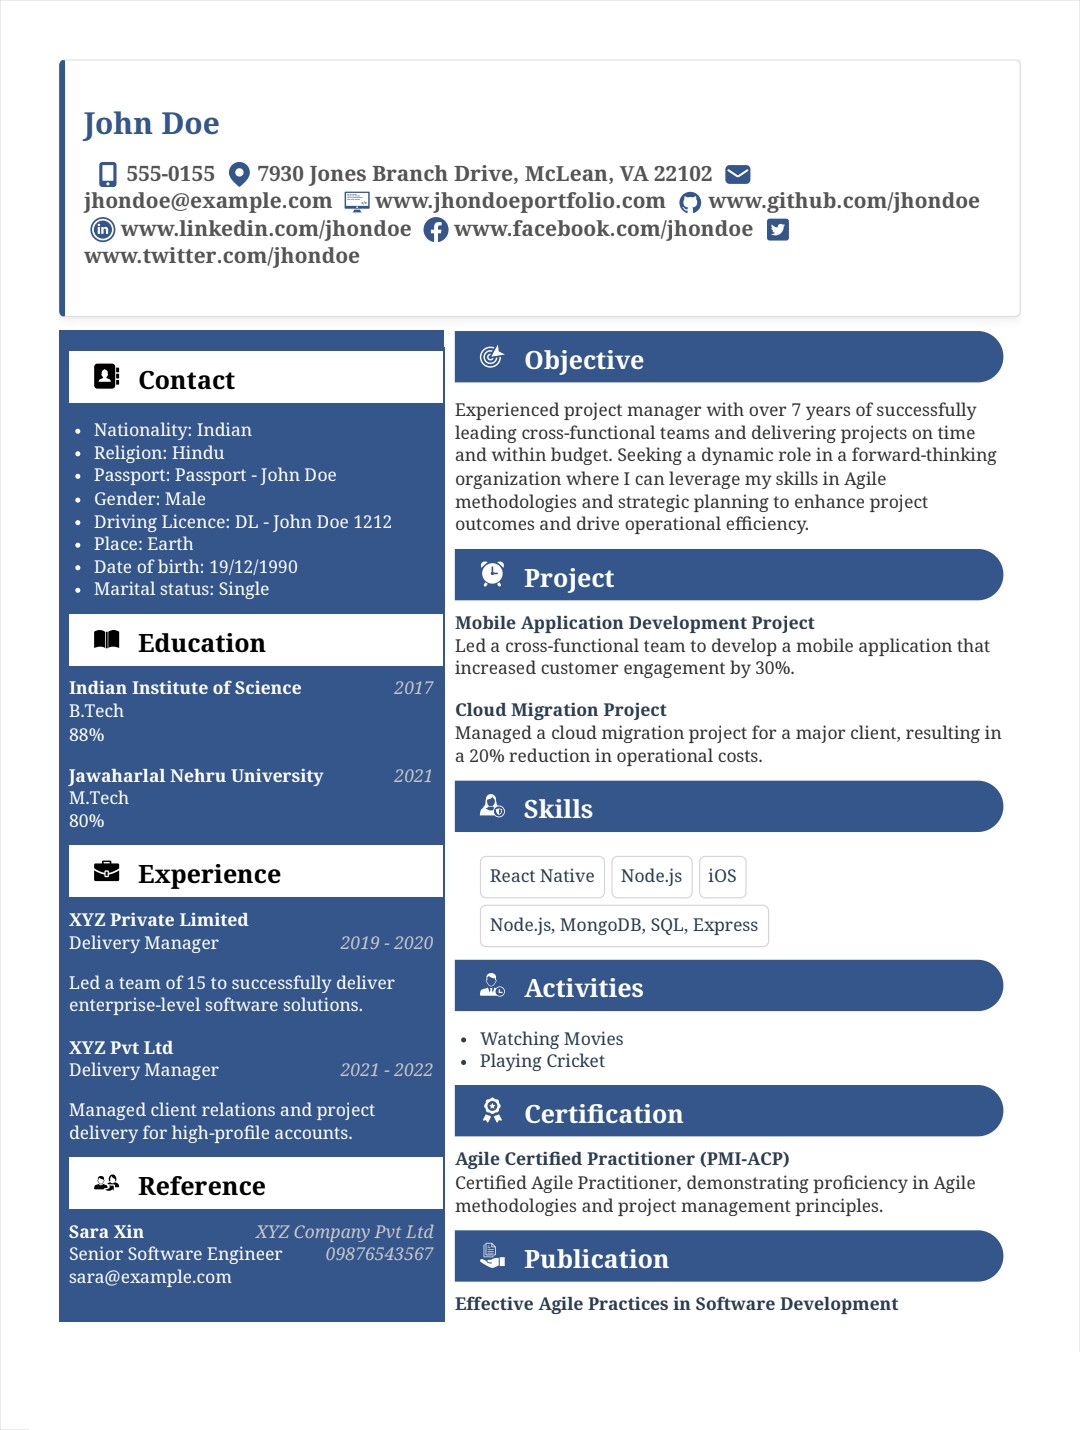 John Doe
555-0155 7930 Jones Branch Drive, McLean, VA 22102
jhondoe@example.com www.jhondoeportfolio.com www.github.com/jhondoe
www.linkedin.com/jhondoe www.facebook.com/jhondoe
www.twitter.com/jhondoe
Contact
• Nationality: Indian
• Religion: Hindu
• Passport: Passport - John Doe
• Gender: Male
• Driving Licence: DL - John Doe 1212
• Place: Earth
• Date of birth: 19/12/1990
• Marital status: Single
Education
Indian Institute of Science 2017
B.Tech
88%
Jawaharlal Nehru University 2021
M.Tech
80%
Experience
XYZ Private Limited
Delivery Manager 2019 - 2020
Led a team of 15 to successfully deliver
enterprise-level software solutions.
XYZ Pvt Ltd
Delivery Manager 2021 - 2022
Managed client relations and project
delivery for high-profile accounts.
Reference
Sara Xin XYZ Company Pvt Ltd
Senior Software Engineer 09876543567
sara@example.com
Objective
Experienced project manager with over 7 years of successfully
leading cross-functional teams and delivering projects on time
and within budget. Seeking a dynamic role in a forward-thinking
organization where I can leverage my skills in Agile
methodologies and strategic planning to enhance project
outcomes and drive operational efficiency.
Project
Mobile Application Development Project
Led a cross-functional team to develop a mobile application that
increased customer engagement by 30%.
Cloud Migration Project
Managed a cloud migration project for a major client, resulting in
a 20% reduction in operational costs.
Skills
React Native Node.js iOS
Node.js, MongoDB, SQL, Express
Activities
• Watching Movies
• Playing Cricket
Certification
Agile Certified Practitioner (PMI-ACP)
Certified Agile Practitioner, demonstrating proficiency in Agile
methodologies and project management principles.
Publication
Effective Agile Practices in Software Development